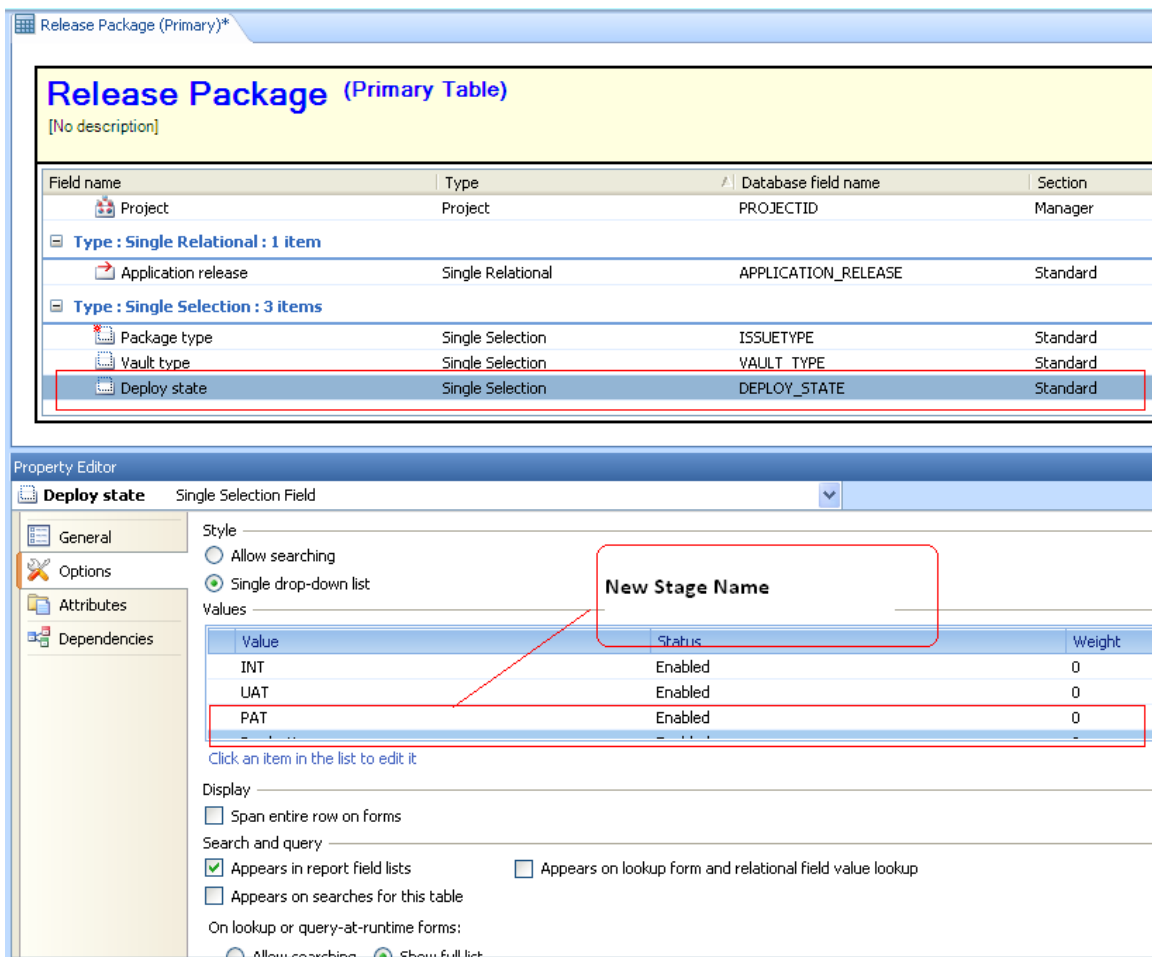 Release Package (Primary)*
Release Package (Primary Table)
[No description]
Field name Type Database field name Section
Project Project PROJECTID Manager
Type : Single Relational : 1 item
Application release Single Relational APPLICATION_RELEASE Standard
Type : Single Selection : 3 items
Package type Single Selection ISSUETYPE Standard
Vault type Single Selection VAULT_TYPE Standard
Deploy state Single Selection DEPLOY_STATE Standard
Property Editor
Deploy state Single Selection Field
General
Options
Attributes
Dependencies
Style
Allow searching
Single drop-down list
New Stage Name
Values
Value Status Weight
INT Enabled 0
UAT Enabled 0
PAT Enabled 0
Click an item in the list to edit it
Display
Span entire row on forms
Search and query
Appears in report field lists Appears on lookup form and relational field value lookup
Appears on searches for this table
On lookup or query-at-runtime forms:
Allow searching Show full list